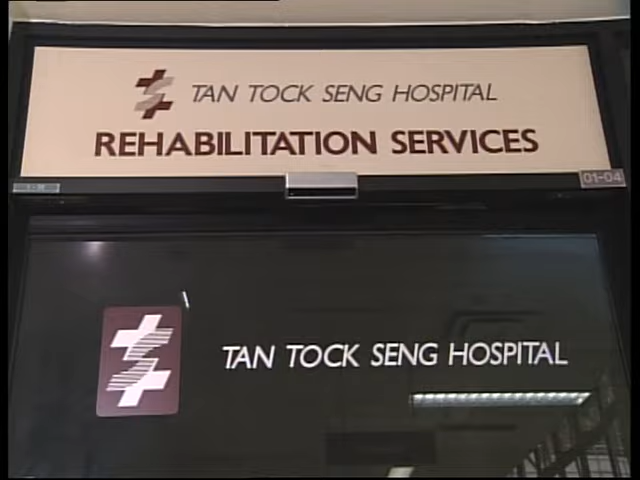 TAN TOCK SENG HOSPITAL
REHABILITATION SERVICES
01-04
TAN TOCK SENG HOSPITAL